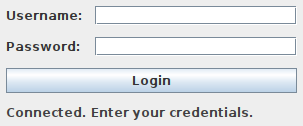 Username:
Password:
Login
Connected. Enter your credentials.